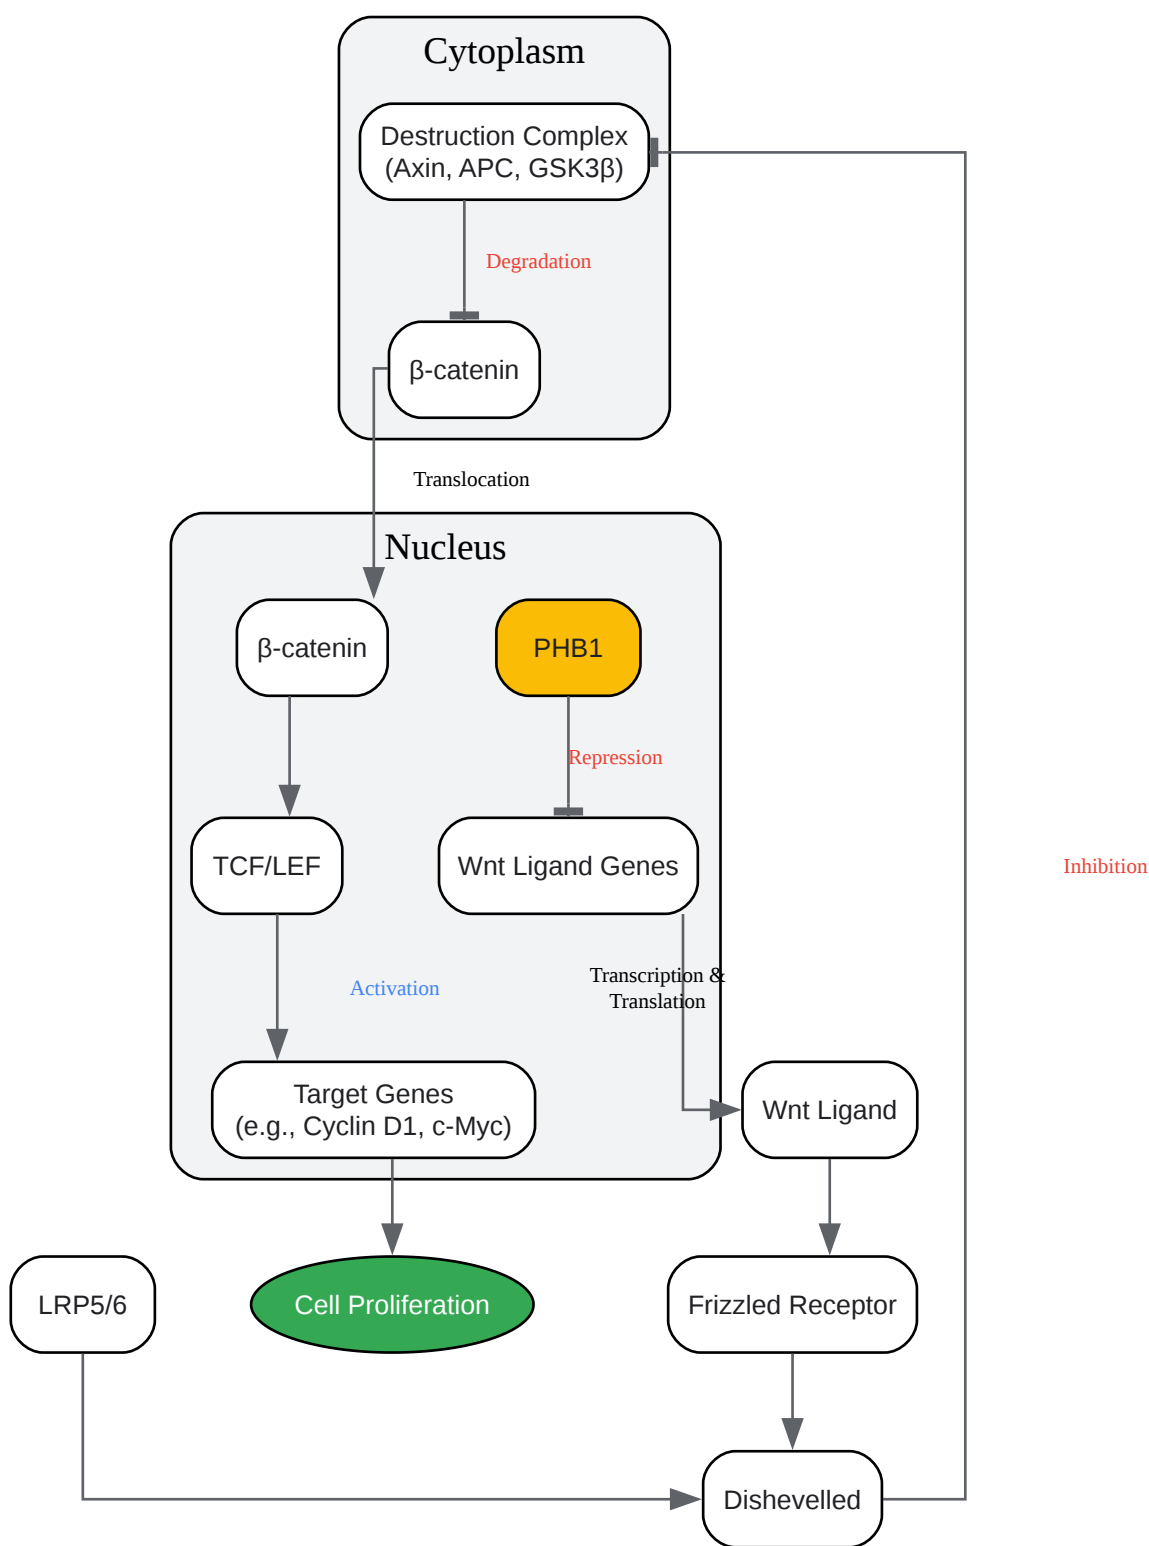 Cytoplasm
Destruction Complex
(Axin, APC, GSK3β)
Degradation
β-catenin
Translocation
Nucleus
β-catenin
PHB1
Repression
TCF/LEF
Wnt Ligand Genes
Inhibition
Transcription &
Translation
Activation
Target Genes
(e.g., Cyclin D1, c-Myc)
Wnt Ligand
LRP5/6
Cell Proliferation
Frizzled Receptor
Dishevelled